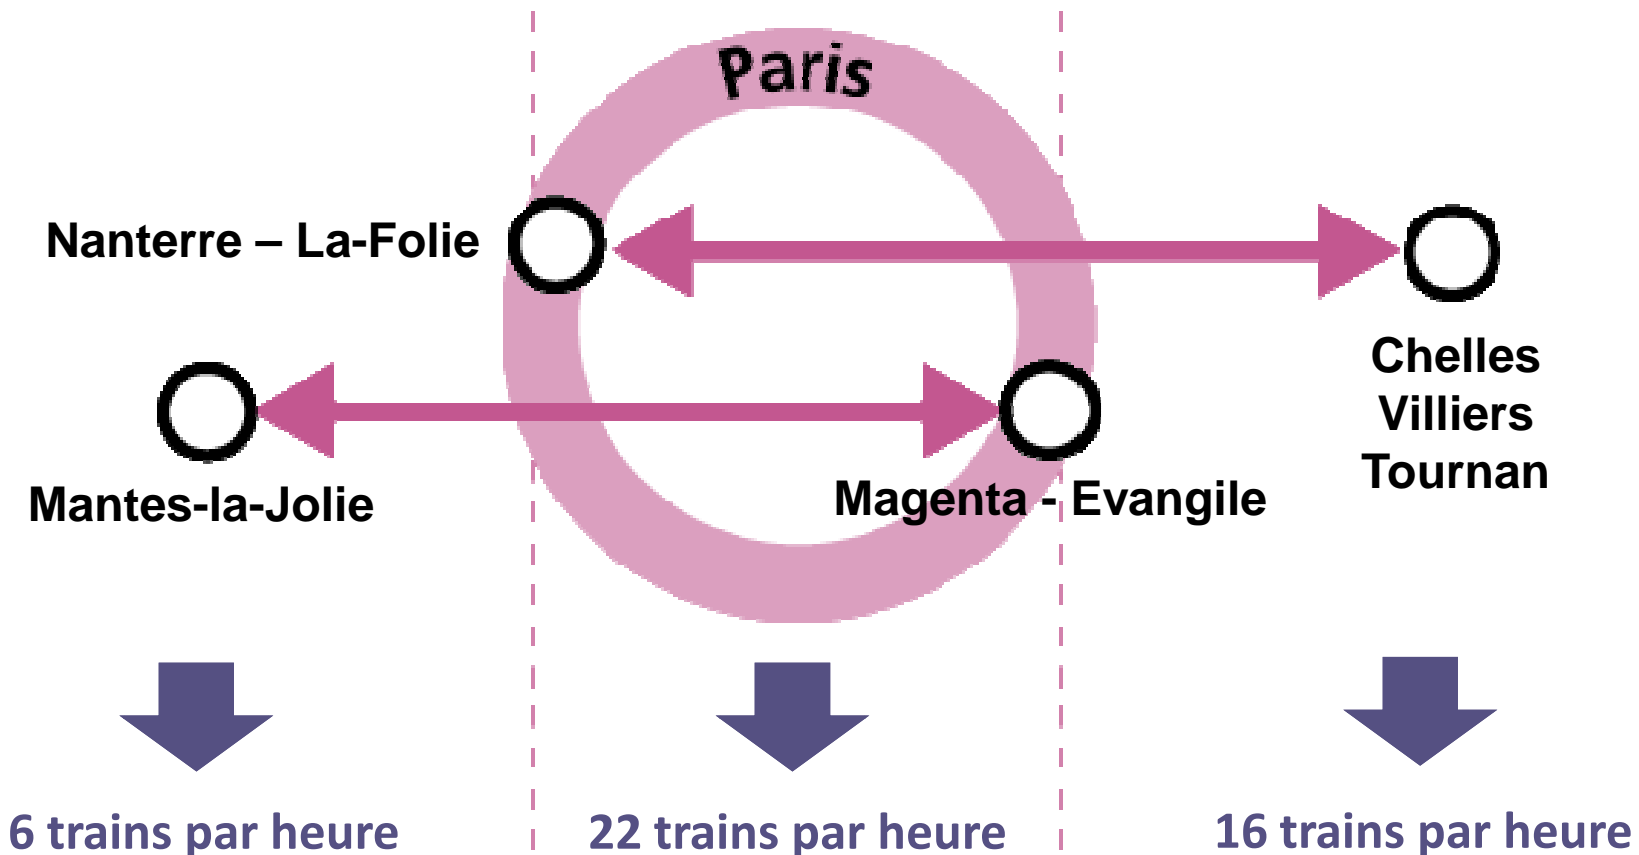 Paris
Nanterre – La-Folie
Chelles
Villiers
Tournan
Mantes-la-Jolie
Magenta - Evangile
6 trains par heure
22 trains par heure
16 trains par heure